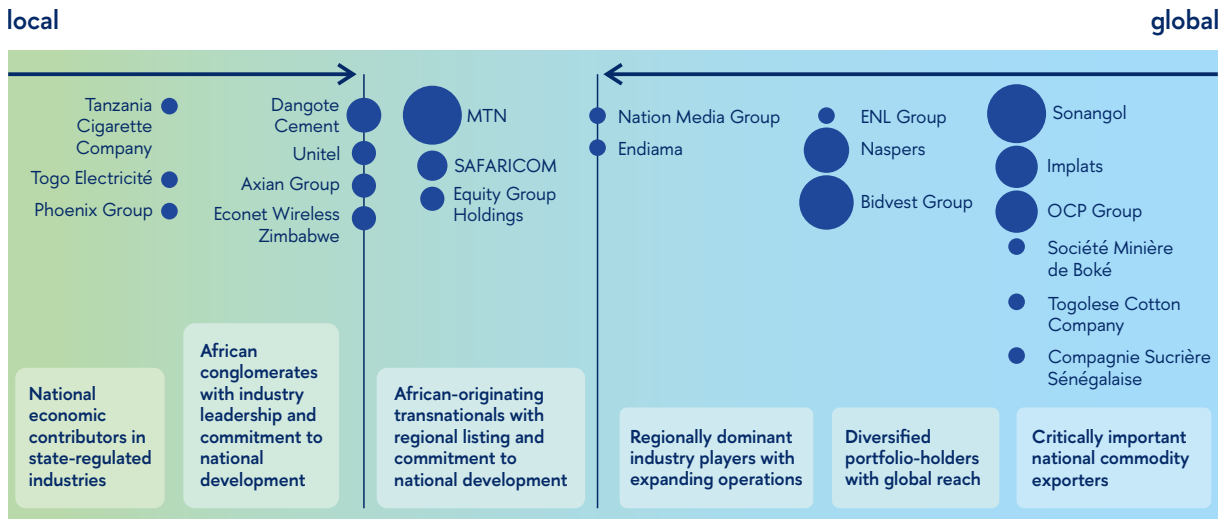 local
global
Tanzania
Cigarette
Company
Togo Electricité
Phoenix Group
Dangote
Cement
Unitel
Axian Group
Econet Wireless
Zimbabwe
MTN
SAFARICOM
Equity Group
Holdings
Nation Media Group
Endiama
ENL Group
Naspers
Bidvest Group
Sonangol
Implats
OCP Group
Société Minière
de Boké
Togolese Cotton
Company
Compagnie Sucrière
Sénégalaise
National
economic
contributors in
state-regulated
industries
African
conglomerates
with industry
leadership and
commitment to
national
development
African-originating
transnationals with
regional listing and
commitment to
national development
Regionally dominant
industry players with
expanding operations
Diversified
portfolio-holders
with global reach
Critically important
national commodity
exporters